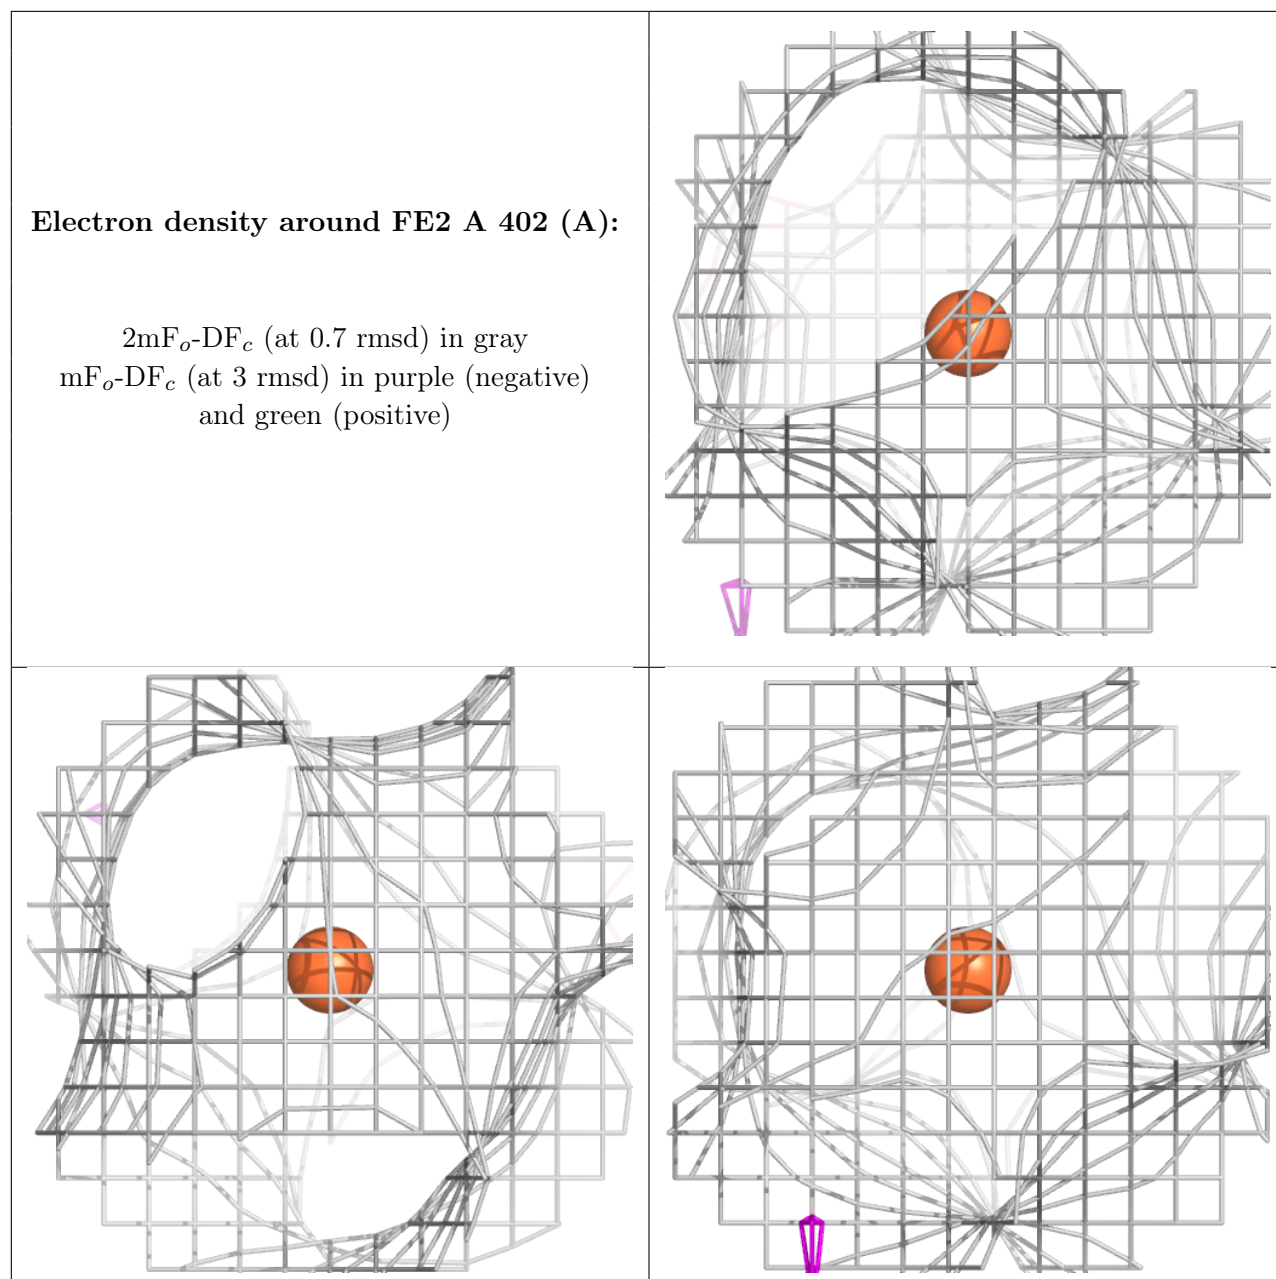 Electron density around FE2 A 402 (A):
2mFₒ-DF𝒸 (at 0.7 rmsd) in gray
mFₒ-DF𝒸 (at 3 rmsd) in purple (negative)
and green (positive)